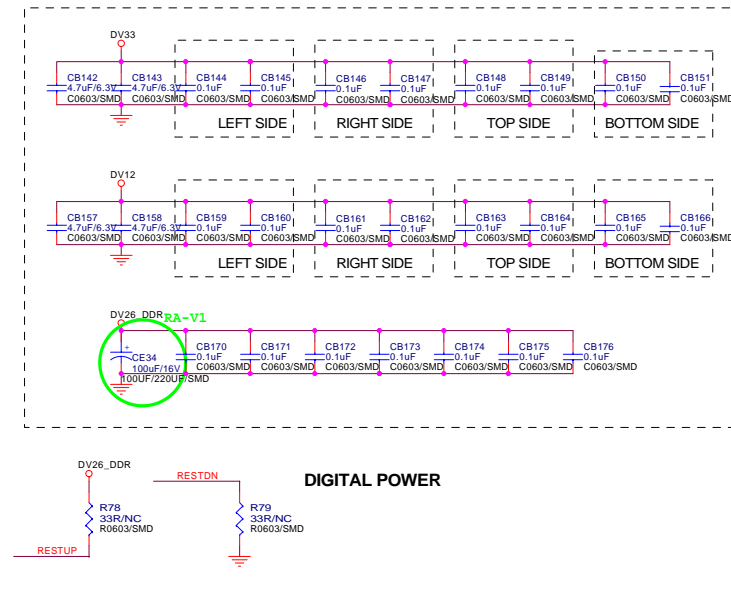 DV33
CB142
4.7uF/6.3V
C0603/SMD
CB143
4.7uF/6.3V
C0603/SMD
CB144
0.1uF
C0603/SMD
CB145
0.1uF
C0603/SMD
CB146
0.1uF
C0603/SMD
CB147
0.1uF
C0603/SMD
CB148
0.1uF
C0603/SMD
CB149
0.1uF
C0603/SMD
CB150
0.1uF
C0603/SMD
CB151
0.1uF
C0603/SMD
LEFT SIDE
RIGHT SIDE
TOP SIDE
BOTTOM SIDE
DV12
CB157
4.7uF/6.3V
C0603/SMD
CB158
4.7uF/6.3V
C0603/SMD
CB159
0.1uF
C0603/SMD
CB160
0.1uF
C0603/SMD
CB161
0.1uF
C0603/SMD
CB162
0.1uF
C0603/SMD
CB163
0.1uF
C0603/SMD
CB164
0.1uF
C0603/SMD
CB165
0.1uF
C0603/SMD
CB166
0.1uF
C0603/SMD
LEFT SIDE
RIGHT SIDE
TOP SIDE
BOTTOM SIDE
DV26_DDR
RA-V1
+
CE34
100uF/16V
100UF/220UF/SMD
CB170
0.1uF
C0603/SMD
CB171
0.1uF
C0603/SMD
CB172
0.1uF
C0603/SMD
CB173
0.1uF
C0603/SMD
CB174
0.1uF
C0603/SMD
CB175
0.1uF
C0603/SMD
CB176
0.1uF
C0603/SMD
DV26_DDR
RESTDN
DIGITAL POWER
R78
33R/NC
R0603/SMD
R79
33R/NC
R0603/SMD
RESTUP